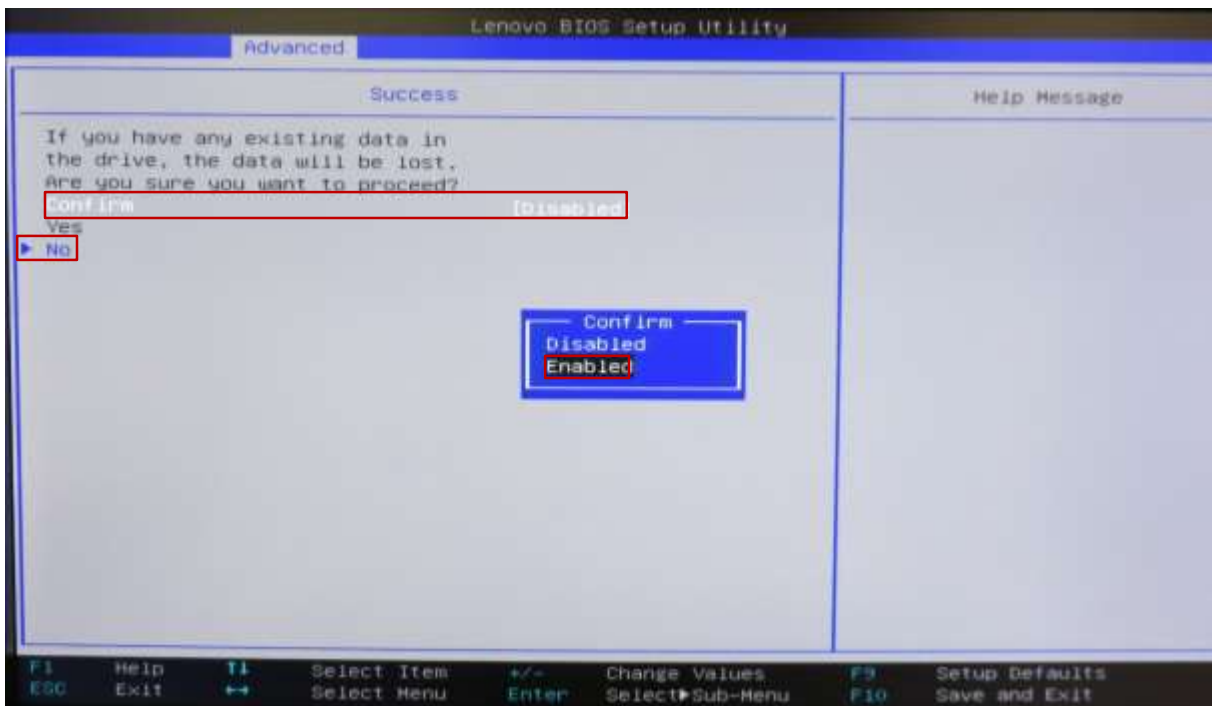 Lenovo BIOS Setup Utility
Advanced
Success
Help Message
If you have any existing data in
the drive, the data will be lost.
Are you sure you want to proceed?
Confirm [Disabled
Yes
▶ No
Confirm
Disabled
Enabled
F1 Help ↑↓ Select Item +/- Change Values F9 Setup Defaults
ESC Exit ←→ Select Menu Enter Select▶Sub-Menu F10 Save and Exit